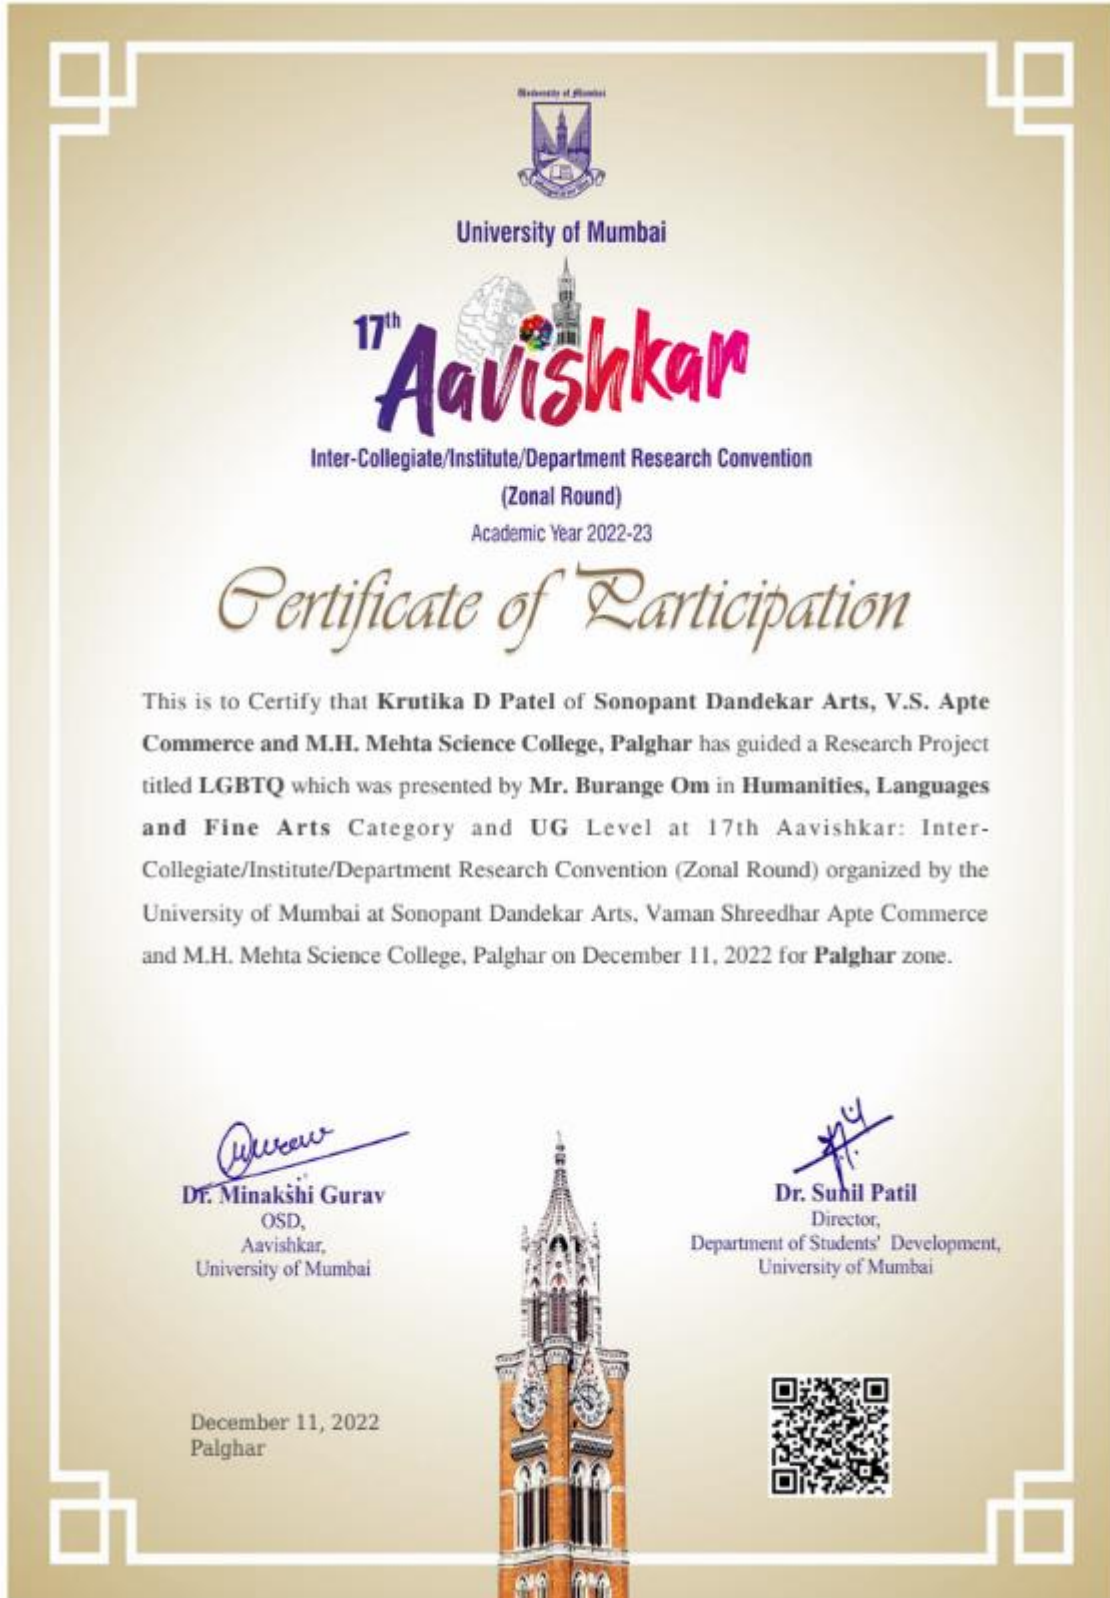 University of Mumbai
University of Mumbai
17th Aavishkar
Inter-Collegiate/Institute/Department Research Convention
(Zonal Round)
Academic Year 2022-23
Certificate of Participation
This is to Certify that Krutika D Patel of Sonopant Dandekar Arts, V.S. Apte
Commerce and M.H. Mehta Science College, Palghar has guided a Research Project
titled LGBTQ which was presented by Mr. Burange Om in Humanities, Languages
and Fine Arts Category and UG Level at 17th Aavishkar: Inter-
Collegiate/Institute/Department Research Convention (Zonal Round) organized by the
University of Mumbai at Sonopant Dandekar Arts, Vaman Shreedhar Apte Commerce
and M.H. Mehta Science College, Palghar on December 11, 2022 for Palghar zone.
Dr. Minakshi Gurav
OSD,
Aavishkar,
University of Mumbai
Dr. Sunil Patil
Director,
Department of Students' Development,
University of Mumbai
December 11, 2022
Palghar